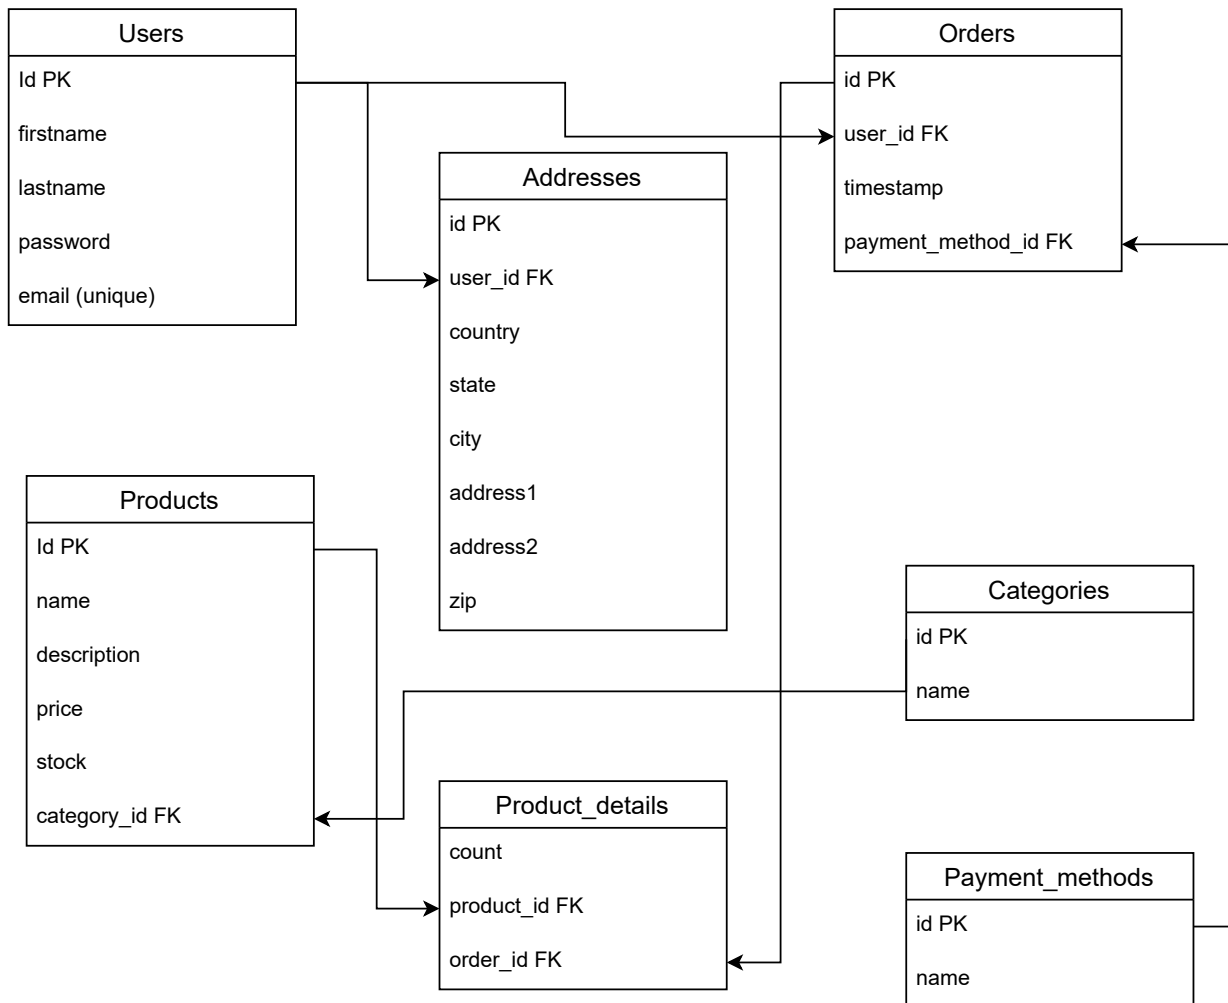 Users
Id PK
firstname
lastname
password
email (unique)
Orders
id PK
user_id FK
timestamp
payment_method_id FK
Addresses
id PK
user_id FK
country
state
city
address1
address2
zip
Products
Id PK
name
description
price
stock
category_id FK
Categories
id PK
name
Product_details
count
product_id FK
order_id FK
Payment_methods
id PK
name